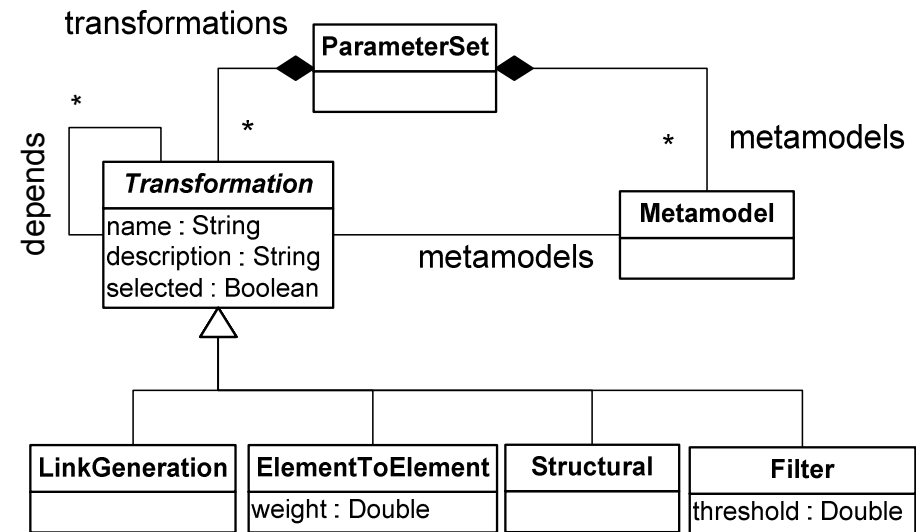 transformations
ParameterSet
*
*
*
metamodels
depends
Transformation
name : String
description : String
selected : Boolean
Metamodel
metamodels
LinkGeneration
ElementToElement
weight : Double
Structural
Filter
threshold : Double